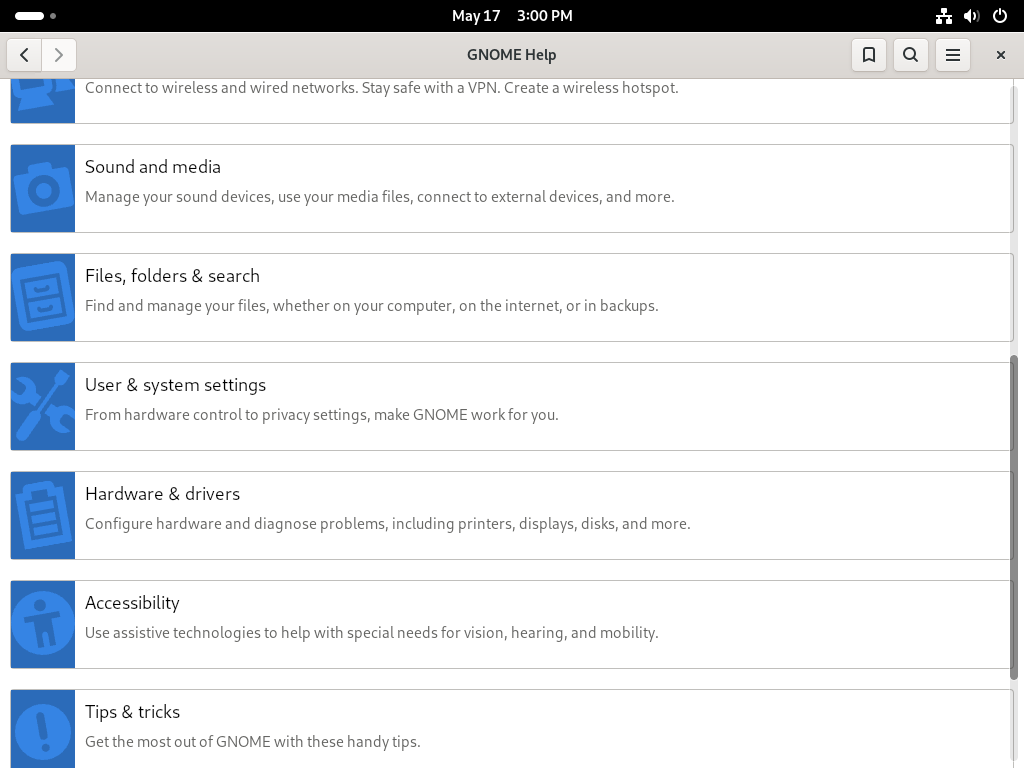 May 17 3:00 PM
GNOME Help
Connect to wireless and wired networks. Stay safe with a VPN. Create a wireless hotspot.
Sound and media
Manage your sound devices, use your media files, connect to external devices, and more.
Files, folders & search
Find and manage your files, whether on your computer, on the internet, or in backups.
User & system settings
From hardware control to privacy settings, make GNOME work for you.
Hardware & drivers
Configure hardware and diagnose problems, including printers, displays, disks, and more.
Accessibility
Use assistive technologies to help with special needs for vision, hearing, and mobility.
Tips & tricks
Get the most out of GNOME with these handy tips.